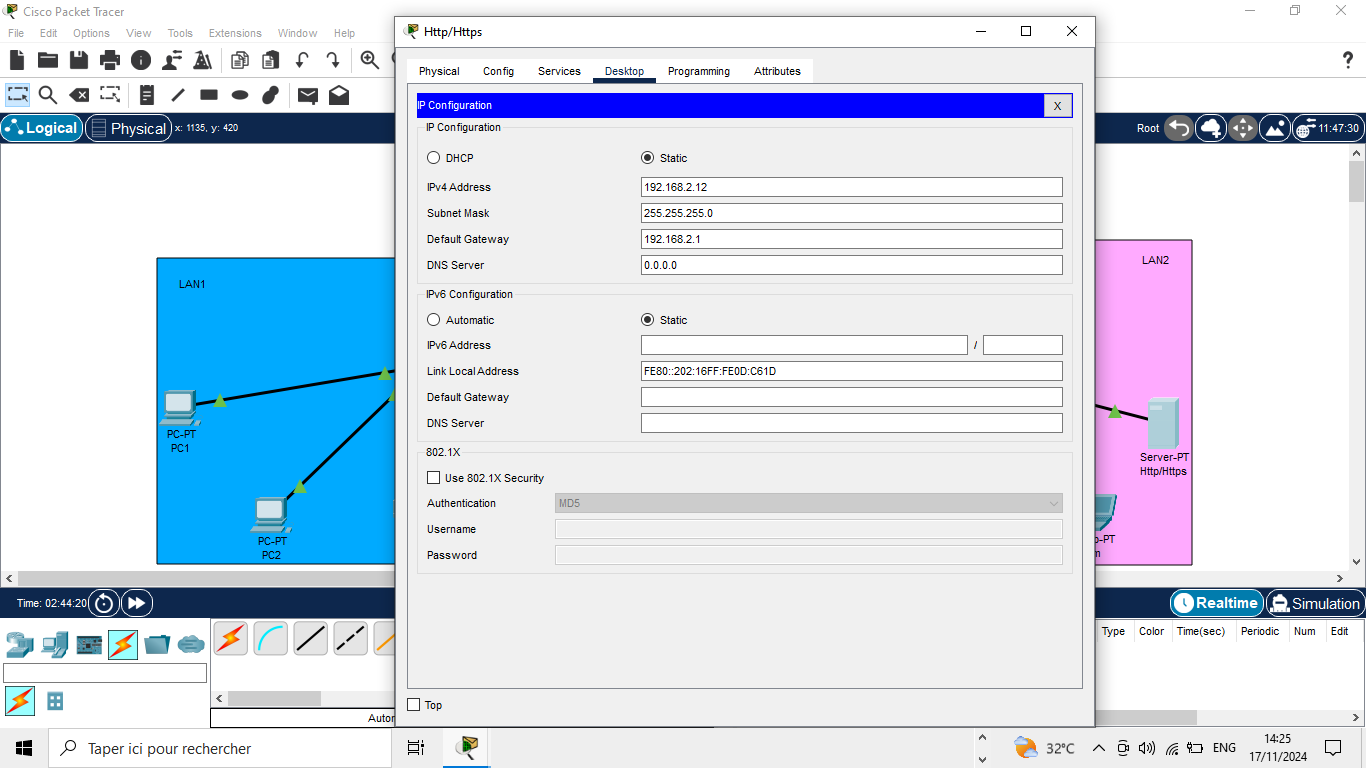 Cisco Packet Tracer
File Edit Options View Tools Extensions Window Help
Logical Physical x: 1135, y: 420
Root 11:47:30
LAN1
PC-PT
PC1
PC-PT
PC2
Http/Https
Physical Config Services Desktop Programming Attributes
IP Configuration X
IP Configuration
DHCP Static
IPv4 Address 192.168.2.12
Subnet Mask 255.255.255.0
Default Gateway 192.168.2.1
DNS Server 0.0.0.0
IPv6 Configuration
Automatic Static
IPv6 Address /
Link Local Address FE80::202:16FF:FE0D:C61D
Default Gateway
DNS Server
802.1X
Use 802.1X Security
Authentication MD5
Username
Password
Top
LAN2
Server-PT
Http/Https
-PT
Time: 02:44:20
Realtime Simulation
Type Color Time(sec) Periodic Num Edit
Autor
Taper ici pour rechercher
32°C ENG 14:25
17/11/2024